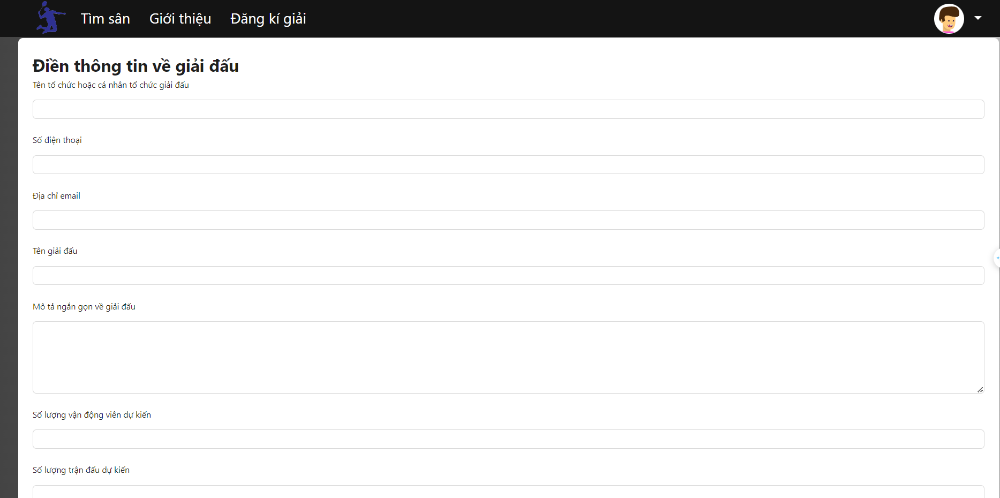 Tìm sân Giới thiệu Đăng kí giải
Điền thông tin về giải đấu
Tên tổ chức hoặc cá nhân tổ chức giải đấu
Số điện thoại
Địa chỉ email
Tên giải đấu
Mô tả ngắn gọn về giải đấu
Số lượng vận động viên dự kiến
Số lượng trận đấu dự kiến